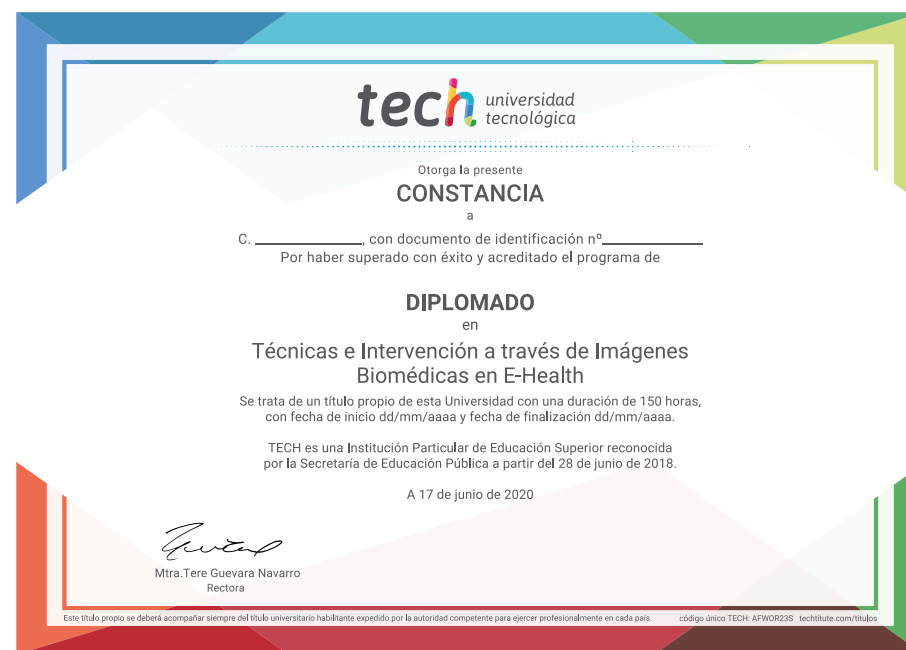 tech universidad
tecnológica
Otorga la presente
CONSTANCIA
a
C. ____________, con documento de identificación nº____________
Por haber superado con éxito y acreditado el programa de
DIPLOMADO
en
Técnicas e Intervención a través de Imágenes
Biomédicas en E-Health
Se trata de un título propio de esta Universidad con una duración de 150 horas,
con fecha de inicio dd/mm/aaaa y fecha de finalización dd/mm/aaaa.
TECH es una Institución Particular de Educación Superior reconocida
por la Secretaría de Educación Pública a partir del 28 de junio de 2018.
A 17 de junio de 2020
Mtra.Tere Guevara Navarro
Rectora
Este título propio se deberá acompañar siempre del título universitario habilitante expedido por la autoridad competente para ejercer profesionalmente en cada país. código único TECH: AFWOR23S techtitute.com/titulos